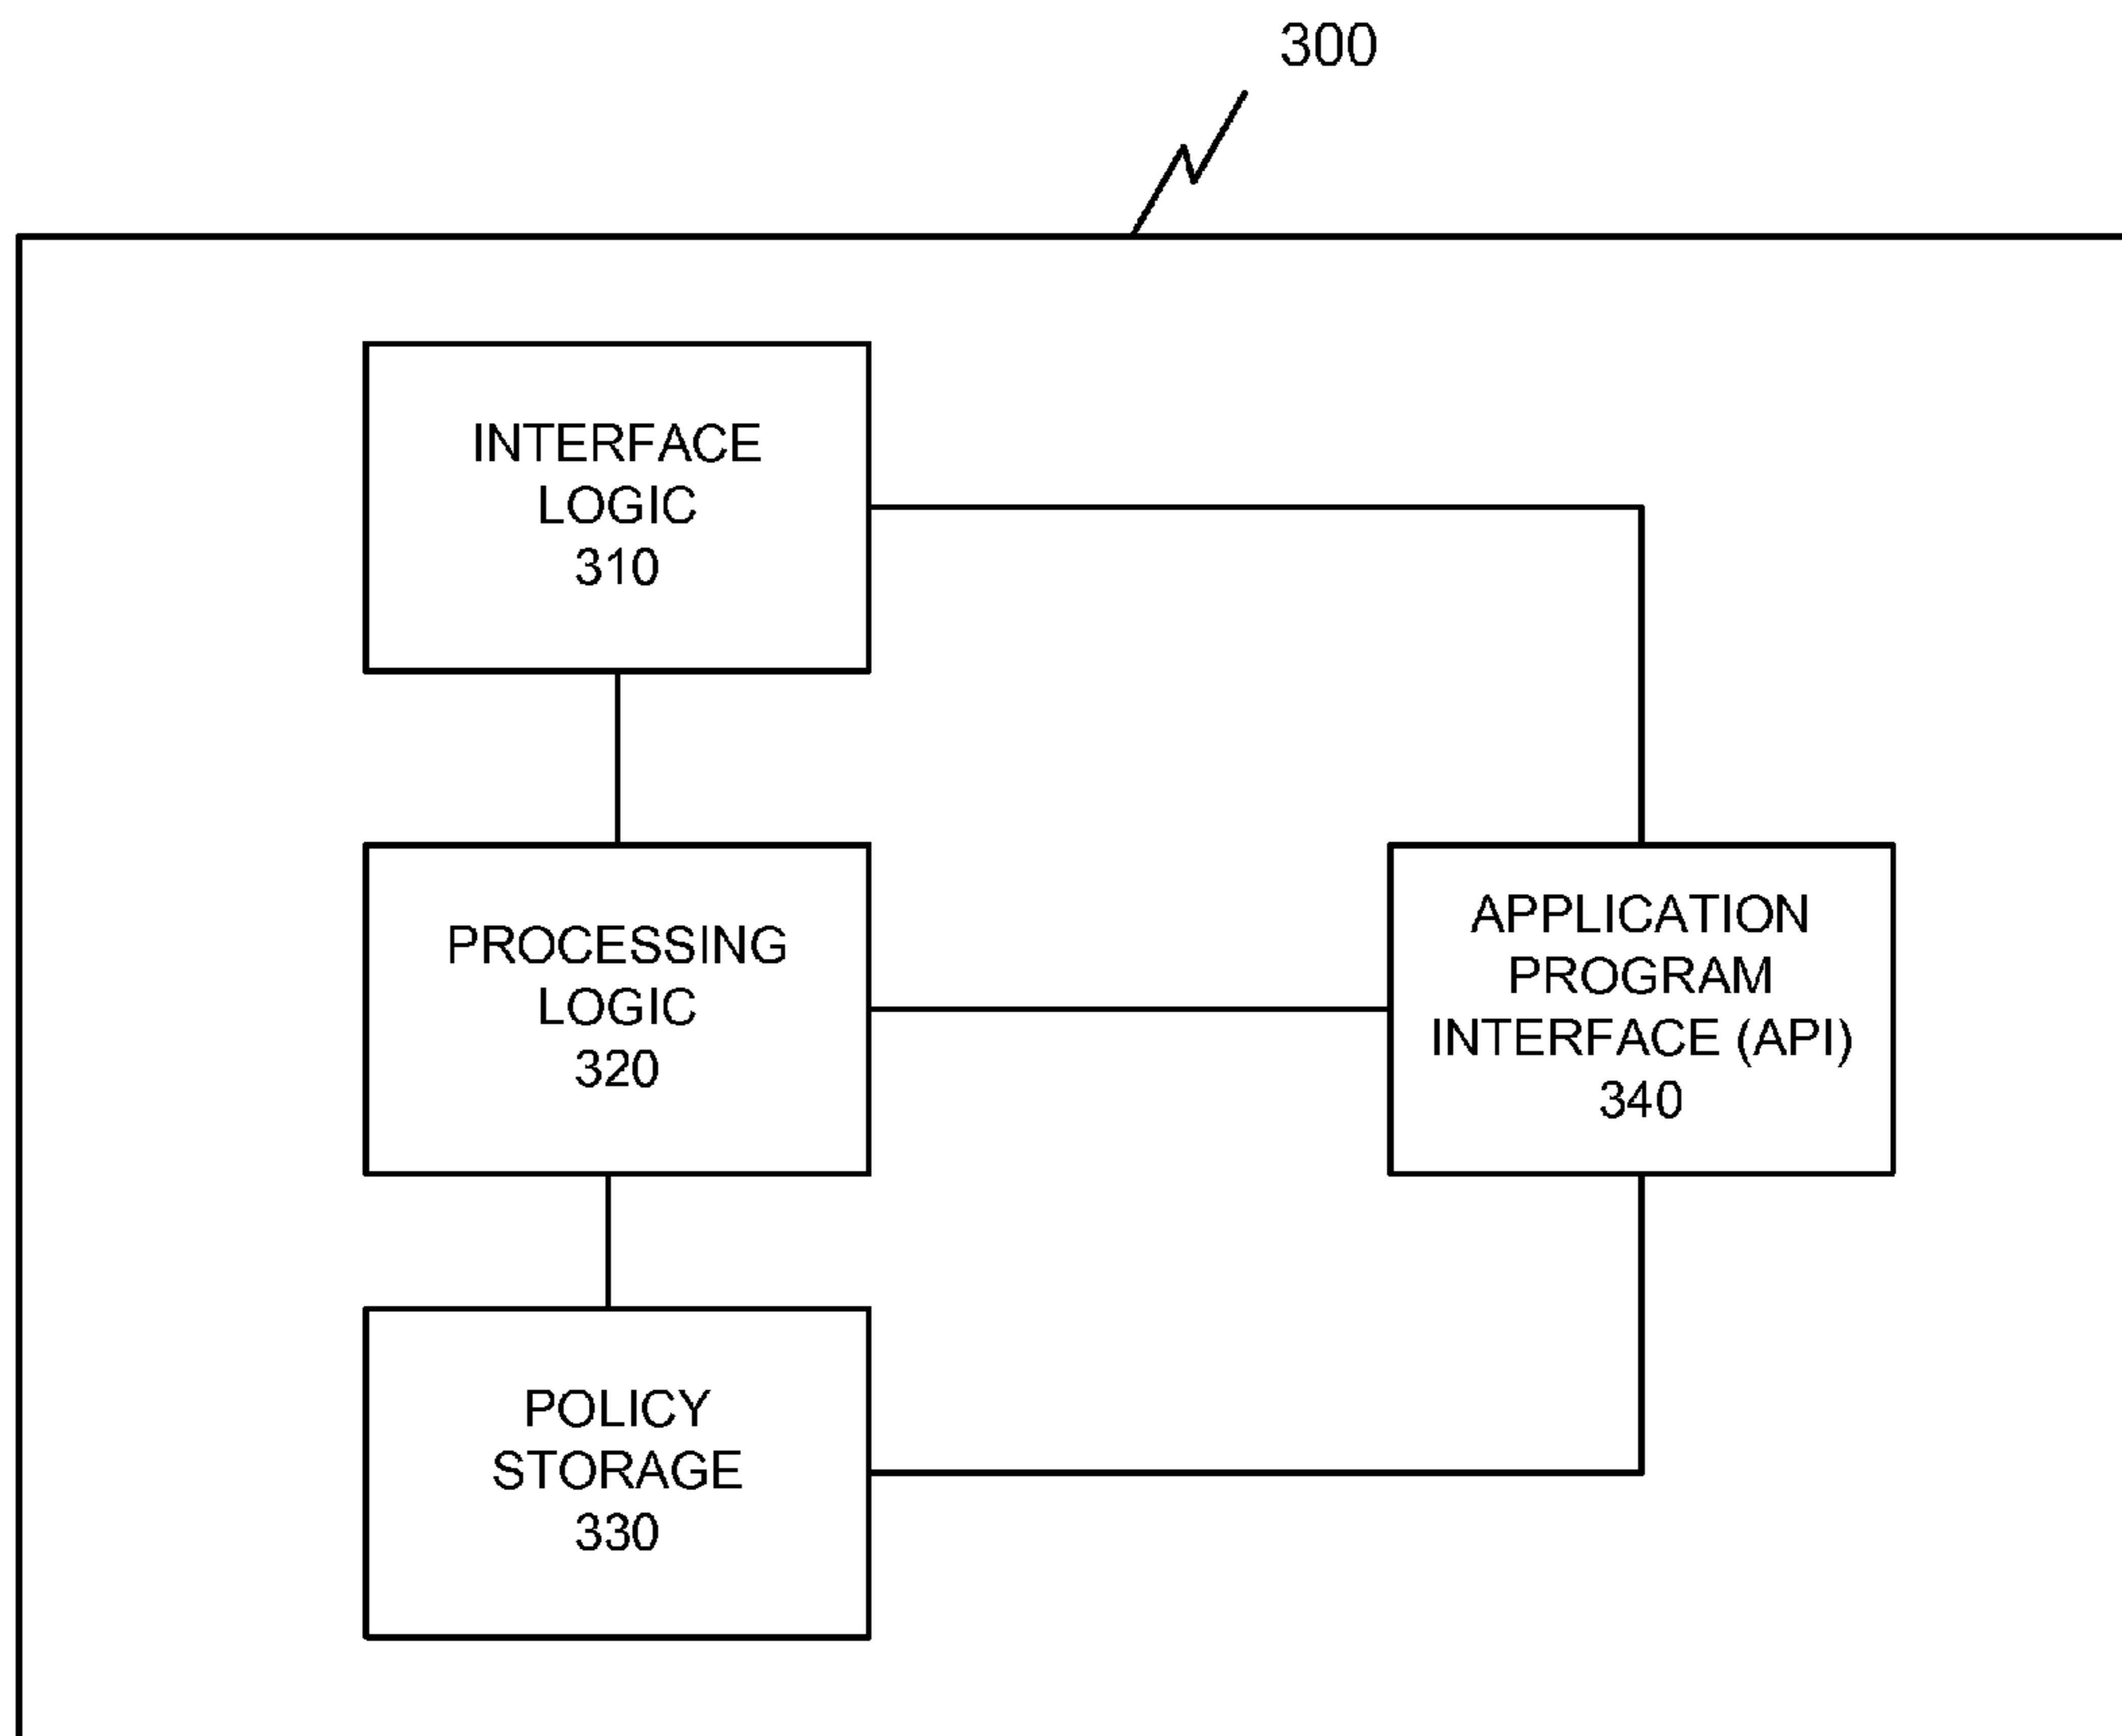 300
INTERFACE
LOGIC
310
PROCESSING
LOGIC
320
APPLICATION
PROGRAM
INTERFACE (API)
340
POLICY
STORAGE
330